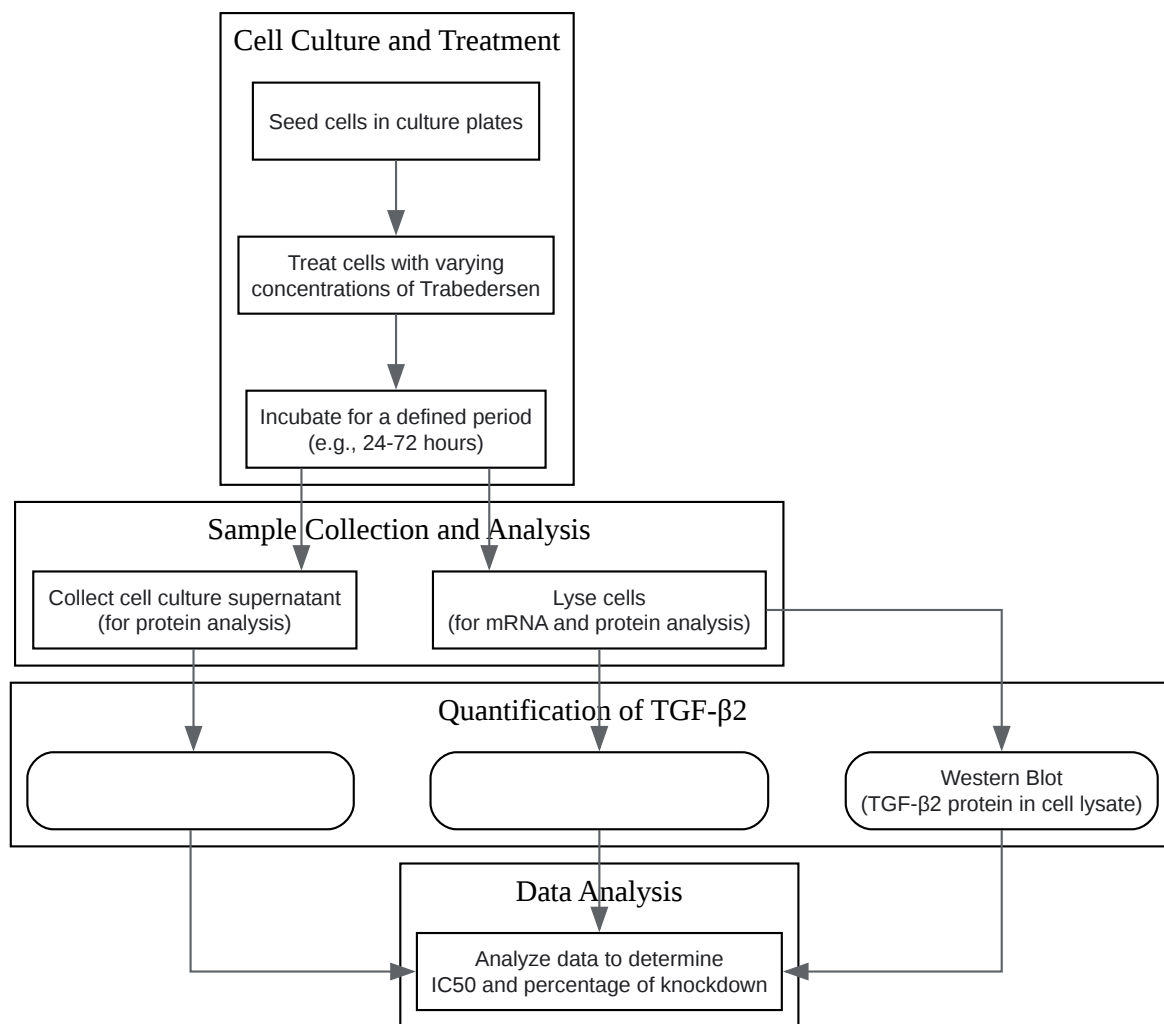 Cell Culture and Treatment
Seed cells in culture plates
Treat cells with varying
concentrations of Trabedersen
Incubate for a defined period
(e.g., 24-72 hours)
Sample Collection and Analysis
Collect cell culture supernatant
(for protein analysis)
Lyse cells
(for mRNA and protein analysis)
Quantification of TGF-β2
Western Blot
(TGF-β2 protein in cell lysate)
Data Analysis
Analyze data to determine
IC50 and percentage of knockdown